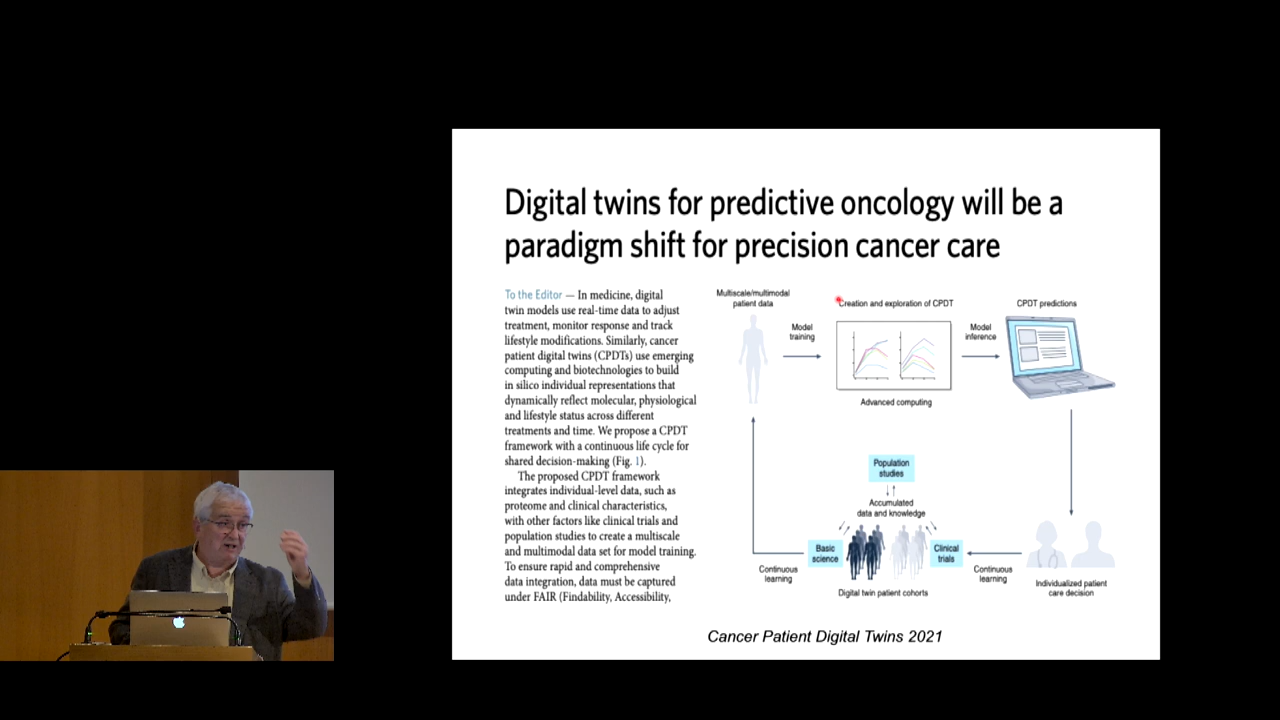 Digital twins for predictive oncology will be a
paradigm shift for precision cancer care
To the Editor — In medicine, digital
twin models use real-time data to adjust
treatment, monitor response and track
lifestyle modifications. Similarly, cancer
patient digital twins (CPDTs) use emerging
computing and biotechnologies to build
in silico individual representations that
dynamically reflect molecular, physiological
and lifestyle status across different
treatments and time. We propose a CPDT
framework with a continuous life cycle for
shared decision-making (Fig. 1).
The proposed CPDT framework
integrates individual-level data, such as
proteome and clinical characteristics,
with other factors like clinical trials and
population studies to create a multiscale
and multimodal data set for model training.
To ensure rapid and comprehensive
data integration, data must be captured
under FAIR (Findability, Accessibility,
Multiscale/multimodal
patient data
Model
training
Creation and exploration of CPDT
Advanced computing
Model
inference
CPDT predictions
Population
studies
Accumulated
data and knowledge
Basic
science
Clinical
trials
Continuous
learning
Digital twin patient cohorts
Continuous
learning
Individualized patient
care decision
Cancer Patient Digital Twins 2021